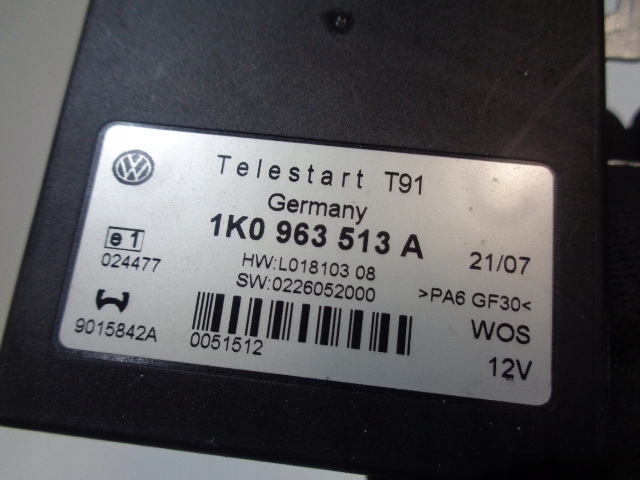 Telestart T91
Germany
1K0 963 513 A
e1
024477
HW:L018103 08
SW:0226052000
21/07
>PA6 GF30<
9015842A
0051512
WOS
12V